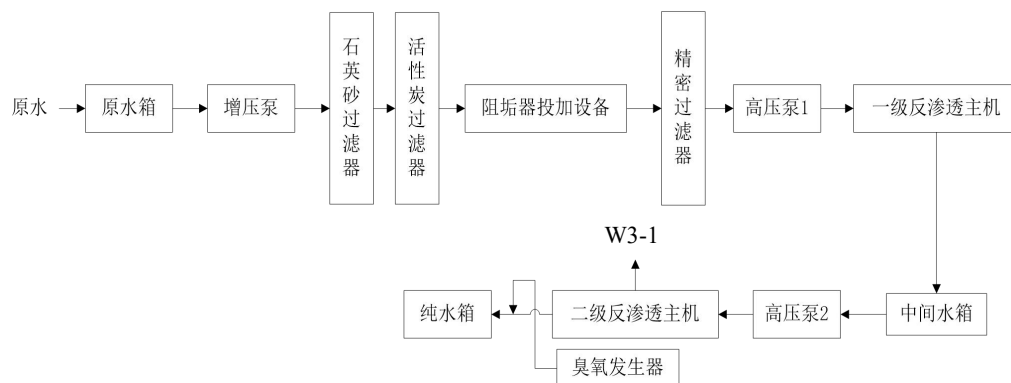 原水
原水箱
增压泵
石英砂过滤器
活性炭过滤器
阻垢器投加设备
精密过滤器
高压泵1
一级反渗透主机
W3-1
纯水箱
二级反渗透主机
高压泵2
中间水箱
臭氧发生器